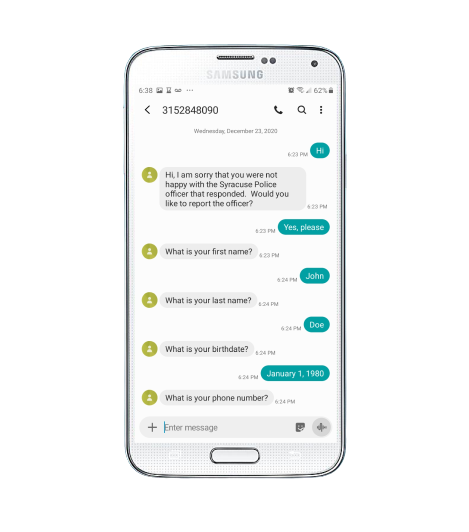 SAMSUNG
6:38
62%
3152848090
Wednesday, December 23, 2020
6:23 PM Hi
Hi, I am sorry that you were not
happy with the Syracuse Police
officer that responded. Would you
like to report the officer?
6:23 PM
6:23 PM Yes, please
What is your first name? 6:23 PM
6:24 PM John
What is your last name? 6:24 PM
6:24 PM Doe
What is your birthdate? 6:24 PM
6:24 PM January 1, 1980
What is your phone number? 6:24 PM
Enter message